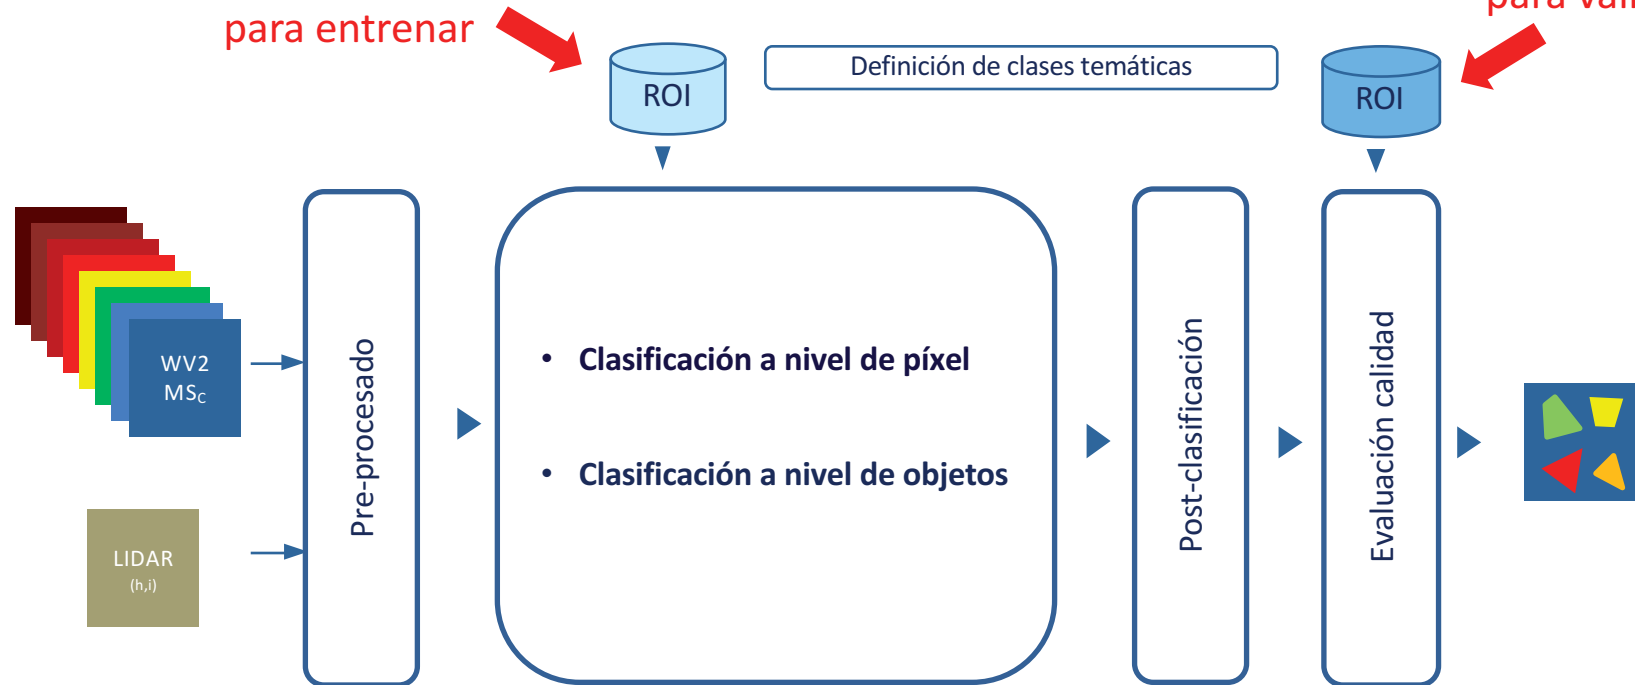 para entrenar
para
ROI
Definición de clases temáticas
ROI
WV2
MSc
LIDAR
(h,i)
Pre-procesado
• Clasificación a nivel de píxel
• Clasificación a nivel de objetos
Post-clasificación
Evaluación calidad